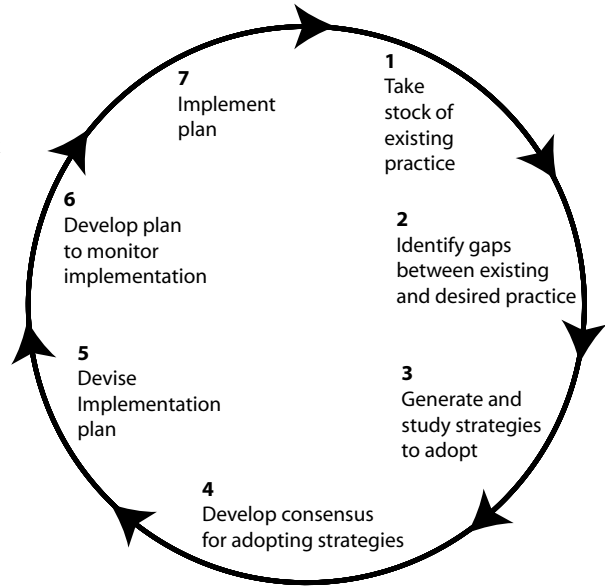 1
Take
stock of
existing
practice
2
Identify gaps
between existing
and desired practice
3
Generate and
study strategies
to adopt
4
Develop consensus
for adopting strategies
5
Devise
Implementation
plan
6
Develop plan
to monitor
implementation
7
Implement
plan